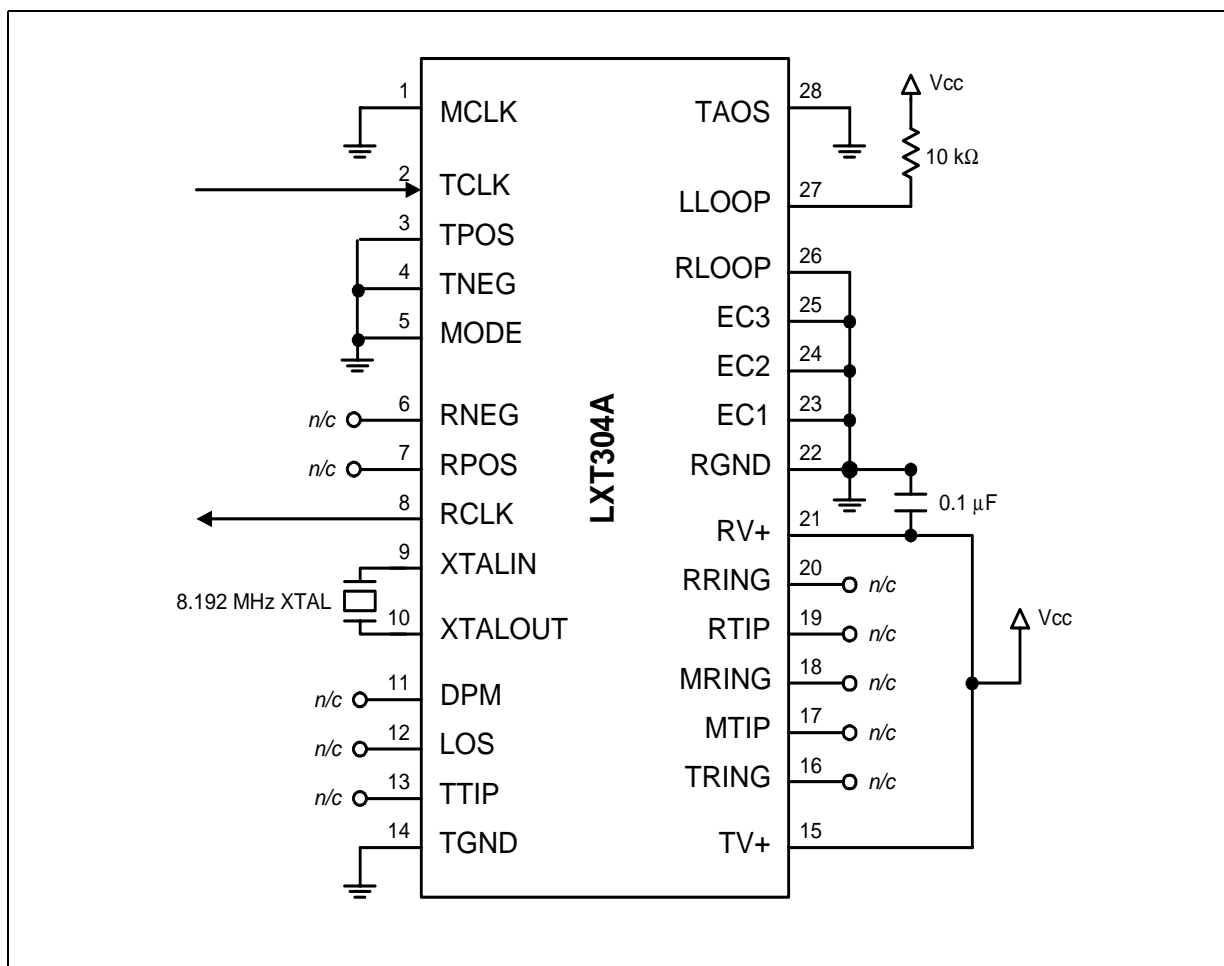 LXT304A
1 MCLK
2 TCLK
3 TPOS
4 TNEG
5 MODE
n/c 6 RNEG
n/c 7 RPOS
8 RCLK
9 XTALIN
8.192 MHz XTAL
10 XTALOUT
n/c 11 DPM
n/c 12 LOS
n/c 13 TTIP
14 TGND
TAOS 28
Vcc
10 kΩ
LLOOP 27
RLOOP 26
EC3 25
EC2 24
EC1 23
RGND 22
0.1 µF
RV+ 21
RRING 20 n/c
RTIP 19 n/c
Vcc
MRING 18 n/c
MTIP 17 n/c
TRING 16 n/c
TV+ 15